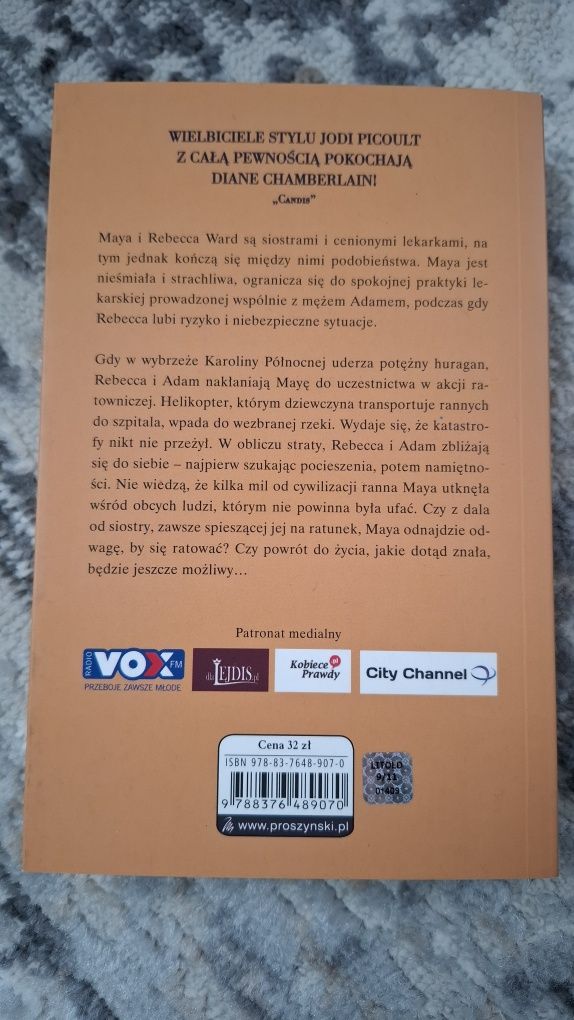 WIELBICIELE STYLU JODI PICOULT
Z CAŁĄ PEWNOŚCIĄ POKOCHAJĄ
DIANE CHAMBERLAIN!
„CANDIS”
Maya i Rebecca Ward są siostrami i cenionymi lekarkami, na
tym jednak kończą się między nimi podobieństwa. Maya jest
nieśmiała i strachliwa, ogranicza się do spokojnej praktyki le-
karskiej prowadzonej wspólnie z mężem Adamem, podczas gdy
Rebecca lubi ryzyko i niebezpieczne sytuacje.
Gdy w wybrzeże Karoliny Północnej uderza potężny huragan,
Rebecca i Adam nakłaniają Mayę do uczestnictwa w akcji ra-
towniczej. Helikopter, którym dziewczyna transportuje rannych
do szpitala, wpada do wezbranej rzeki. Wydaje się, że katastro-
fy nikt nie przeżył. W obliczu straty, Rebecca i Adam zbliżają
się do siebie – najpierw szukając pocieszenia, potem namiętno-
ści. Nie wiedzą, że kilka mil od cywilizacji ranna Maya utknęła
wśród obcych ludzi, którym nie powinna była ufać. Czy z dala
od siostry, zawsze spieszącej jej na ratunek, Maya odnajdzie od-
wagę, by się ratować? Czy powrót do życia, jakie dotąd znała,
będzie jeszcze możliwy…
Patronat medialny
RADIO VOX FM
PRZEBOJE ZAWSZE MŁODE
dla LEJDIS.pl
Kobiece.pl
Prawdy
City Channel
Cena 32 zł
ISBN 978-83-7648-907-0
9 788376 489070
www.proszynski.pl
LITOLD
9/11